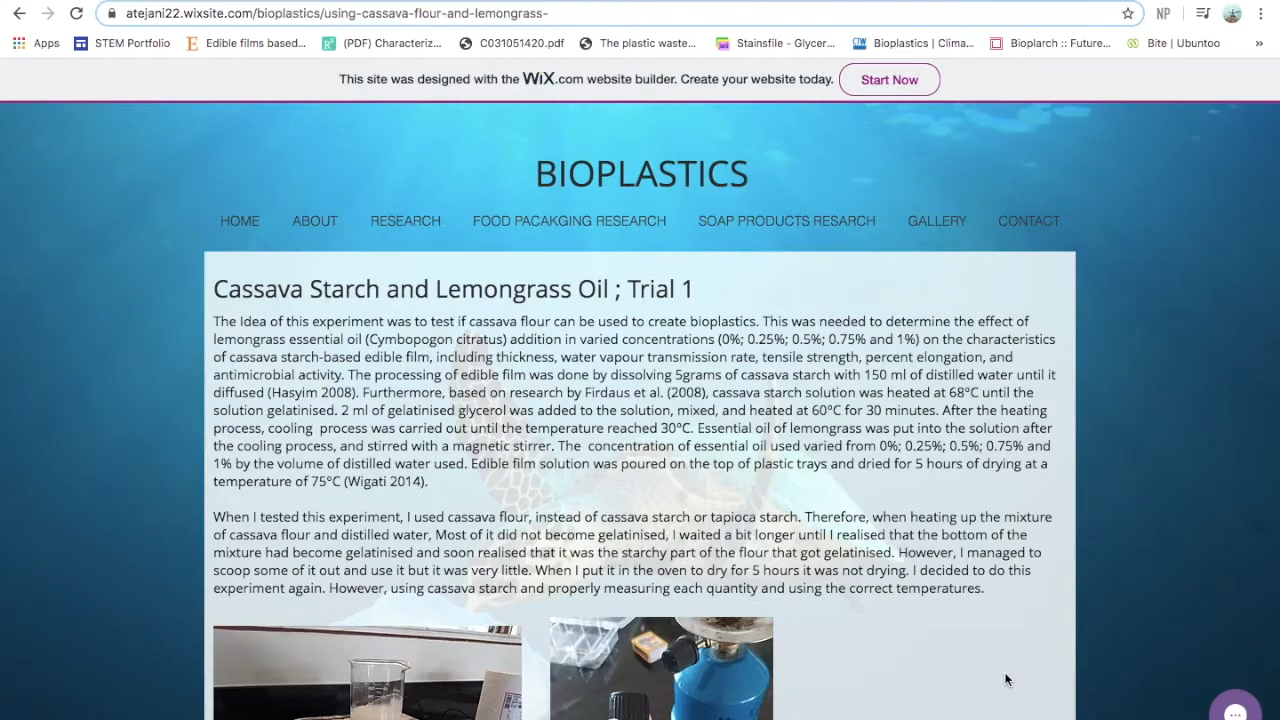 atejani22.wixsite.com/bioplastics/using-cassava-flour-and-lemongrass-
NP
Apps STEM Portfolio Edible films based... (PDF) Characteriz... C031051420.pdf The plastic waste... Stainsfile - Glycer... Bioplastics | Clima... Bioplarch :: Future... Bite | Ubuntoo »
This site was designed with the WiX.com website builder. Create your website today. Start Now
BIOPLASTICS
HOME ABOUT RESEARCH FOOD PACAKGING RESEARCH SOAP PRODUCTS RESARCH GALLERY CONTACT
Cassava Starch and Lemongrass Oil ; Trial 1
The Idea of this experiment was to test if cassava flour can be used to create bioplastics. This was needed to determine the effect of
lemongrass essential oil (Cymbopogon citratus) addition in varied concentrations (0%; 0.25%; 0.5%; 0.75% and 1%) on the characteristics
of cassava starch-based edible film, including thickness, water vapour transmission rate, tensile strength, percent elongation, and
antimicrobial activity. The processing of edible film was done by dissolving 5grams of cassava starch with 150 ml of distilled water until it
diffused (Hasyim 2008). Furthermore, based on research by Firdaus et al. (2008), cassava starch solution was heated at 68°C until the
solution gelatinised. 2 ml of gelatinised glycerol was added to the solution, mixed, and heated at 60°C for 30 minutes. After the heating
process, cooling process was carried out until the temperature reached 30°C. Essential oil of lemongrass was put into the solution after
the cooling process, and stirred with a magnetic stirrer. The concentration of essential oil used varied from 0%; 0.25%; 0.5%; 0.75% and
1% by the volume of distilled water used. Edible film solution was poured on the top of plastic trays and dried for 5 hours of drying at a
temperature of 75°C (Wigati 2014).
When I tested this experiment, I used cassava flour, instead of cassava starch or tapioca starch. Therefore, when heating up the mixture
of cassava flour and distilled water, Most of it did not become gelatinised, I waited a bit longer until I realised that the bottom of the
mixture had become gelatinised and soon realised that it was the starchy part of the flour that got gelatinised. However, I managed to
scoop some of it out and use it but it was very little. When I put it in the oven to dry for 5 hours it was not drying. I decided to do this
experiment again. However, using cassava starch and properly measuring each quantity and using the correct temperatures.